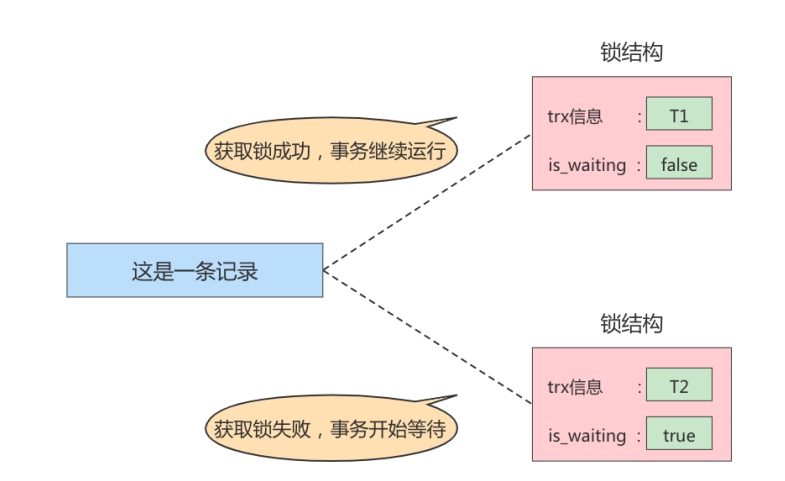 锁结构
trx信息 : T1
获取锁成功，事务继续运行
is_waiting : false
这是一条记录
锁结构
trx信息 : T2
获取锁失败，事务开始等待
is_waiting : true